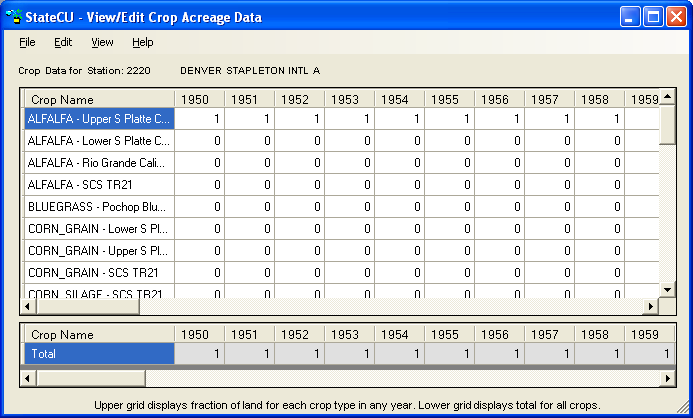 StateCU - View/Edit Crop Acreage Data
File Edit View Help
Crop Data for Station: 2220 DENVER STAPLETON INTL A
Crop Name 1950 1951 1952 1953 1954 1955 1956 1957 1958 1959
ALFALFA - Upper S Platte C... 1 1 1 1 1 1 1 1 1
ALFALFA - Lower S Platte C... 0 0 0 0 0 0 0 0 0
ALFALFA - Rio Grande Cali... 0 0 0 0 0 0 0 0 0
ALFALFA - SCS TR21 0 0 0 0 0 0 0 0 0
BLUEGRASS - Pochop Blu... 0 0 0 0 0 0 0 0 0
CORN_GRAIN - Lower S Pl... 0 0 0 0 0 0 0 0 0
CORN_GRAIN - Upper S Pl... 0 0 0 0 0 0 0 0 0
CORN_GRAIN - SCS TR21 0 0 0 0 0 0 0 0 0
CORN_SILAGE - SCS TR21 0 0 0 0 0 0 0 0 0
Crop Name 1950 1951 1952 1953 1954 1955 1956 1957 1958 1959
Total 1 1 1 1 1 1 1 1 1 1
Upper grid displays fraction of land for each crop type in any year. Lower grid displays total for all crops.